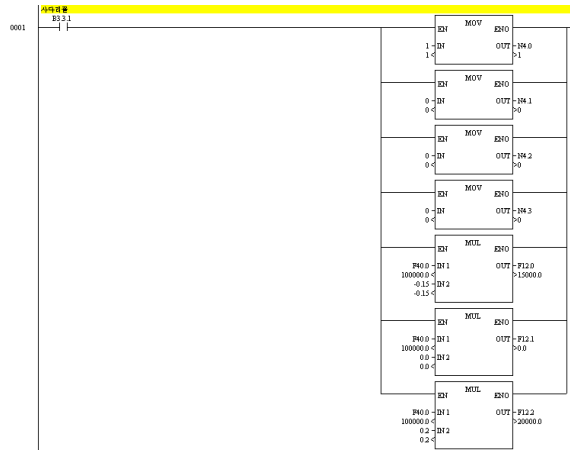 사다리꼴
B3.3.1
0001
MOV
EN ENO
1 IN OUT N4.0
1 < >1
MOV
EN ENO
0 IN OUT N4.1
0 < >0
MOV
EN ENO
0 IN OUT N4.2
0 < >0
MOV
EN ENO
0 IN OUT N4.3
0 < >0
MUL
EN ENO
F40.0 IN1 OUT F12.0
100000.0 < >15000.0
-0.15 IN2
-0.15 <
MUL
EN ENO
F40.0 IN1 OUT F12.1
100000.0 < >0.0
0.0 IN2
0.0 <
MUL
EN ENO
F40.0 IN1 OUT F12.2
100000.0 < >20000.0
0.2 IN2
0.2 <